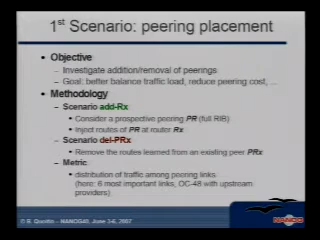 1st Scenario: peering placement
• Objective
– Investigate addition/removal of peerings
– Goal: better balance traffic load, reduce peering cost, ...
• Methodology
– Scenario add-Rx
• Consider a prospective peering PR (full RIB)
• Inject routes of PR at router Rx
– Scenario del-PRx
• Remove the routes learned from an existing peer PRx
– Metric
• distribution of traffic among peering links
(here: 6 most important links, OC-48 with upstream
providers)
© B. Quoitin - NANOG40, June 3-6, 2007
NANOG